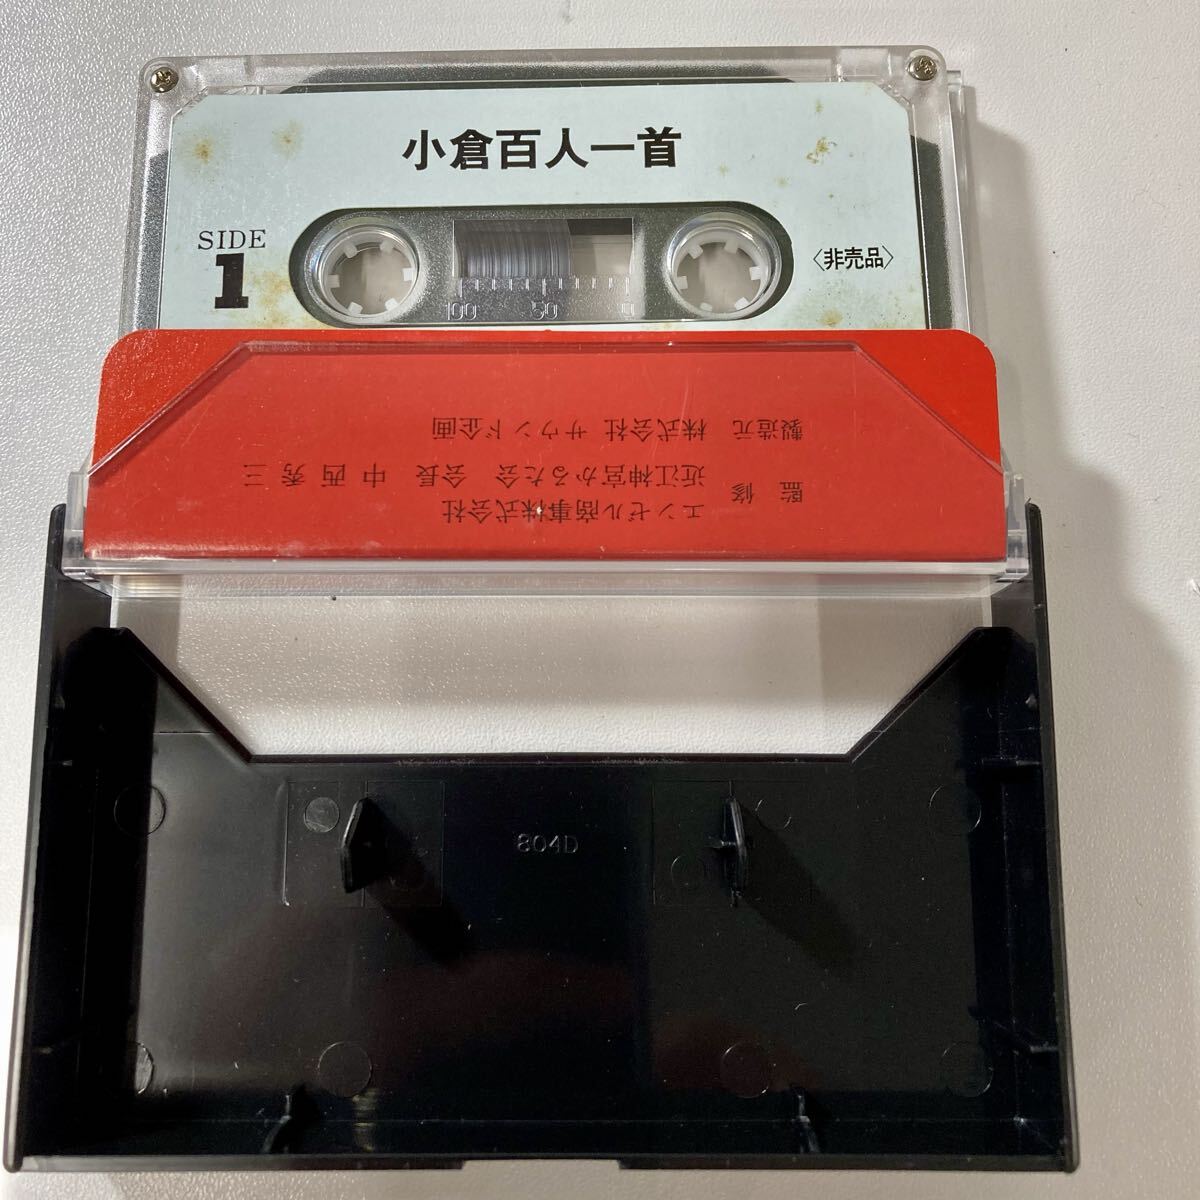 小倉百人一首
SIDE
1
〈非売品〉
100 50 0
エンゼル商事株式会社
監修 近江神宮かるた会 会長 中西秀三
製造元 株式会社 サウンド企画
804D